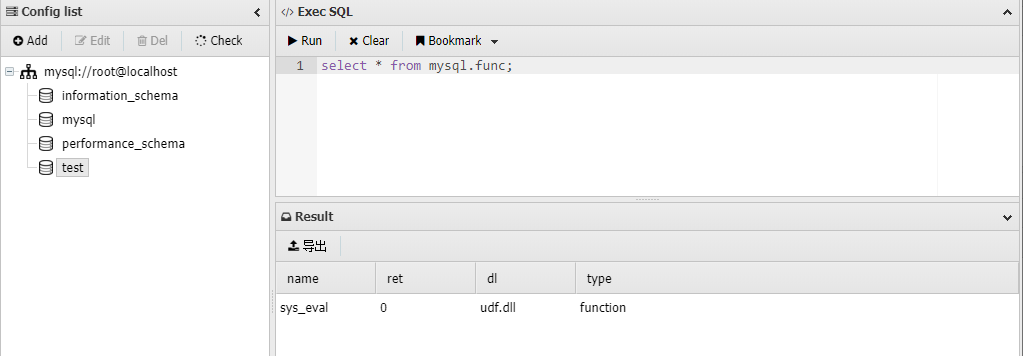 Config list
Add Edit Del Check
mysql://root@localhost
information_schema
mysql
performance_schema
test
Exec SQL
Run Clear Bookmark
1 select * from mysql.func;
Result
导出
name ret dl type
sys_eval 0 udf.dll function